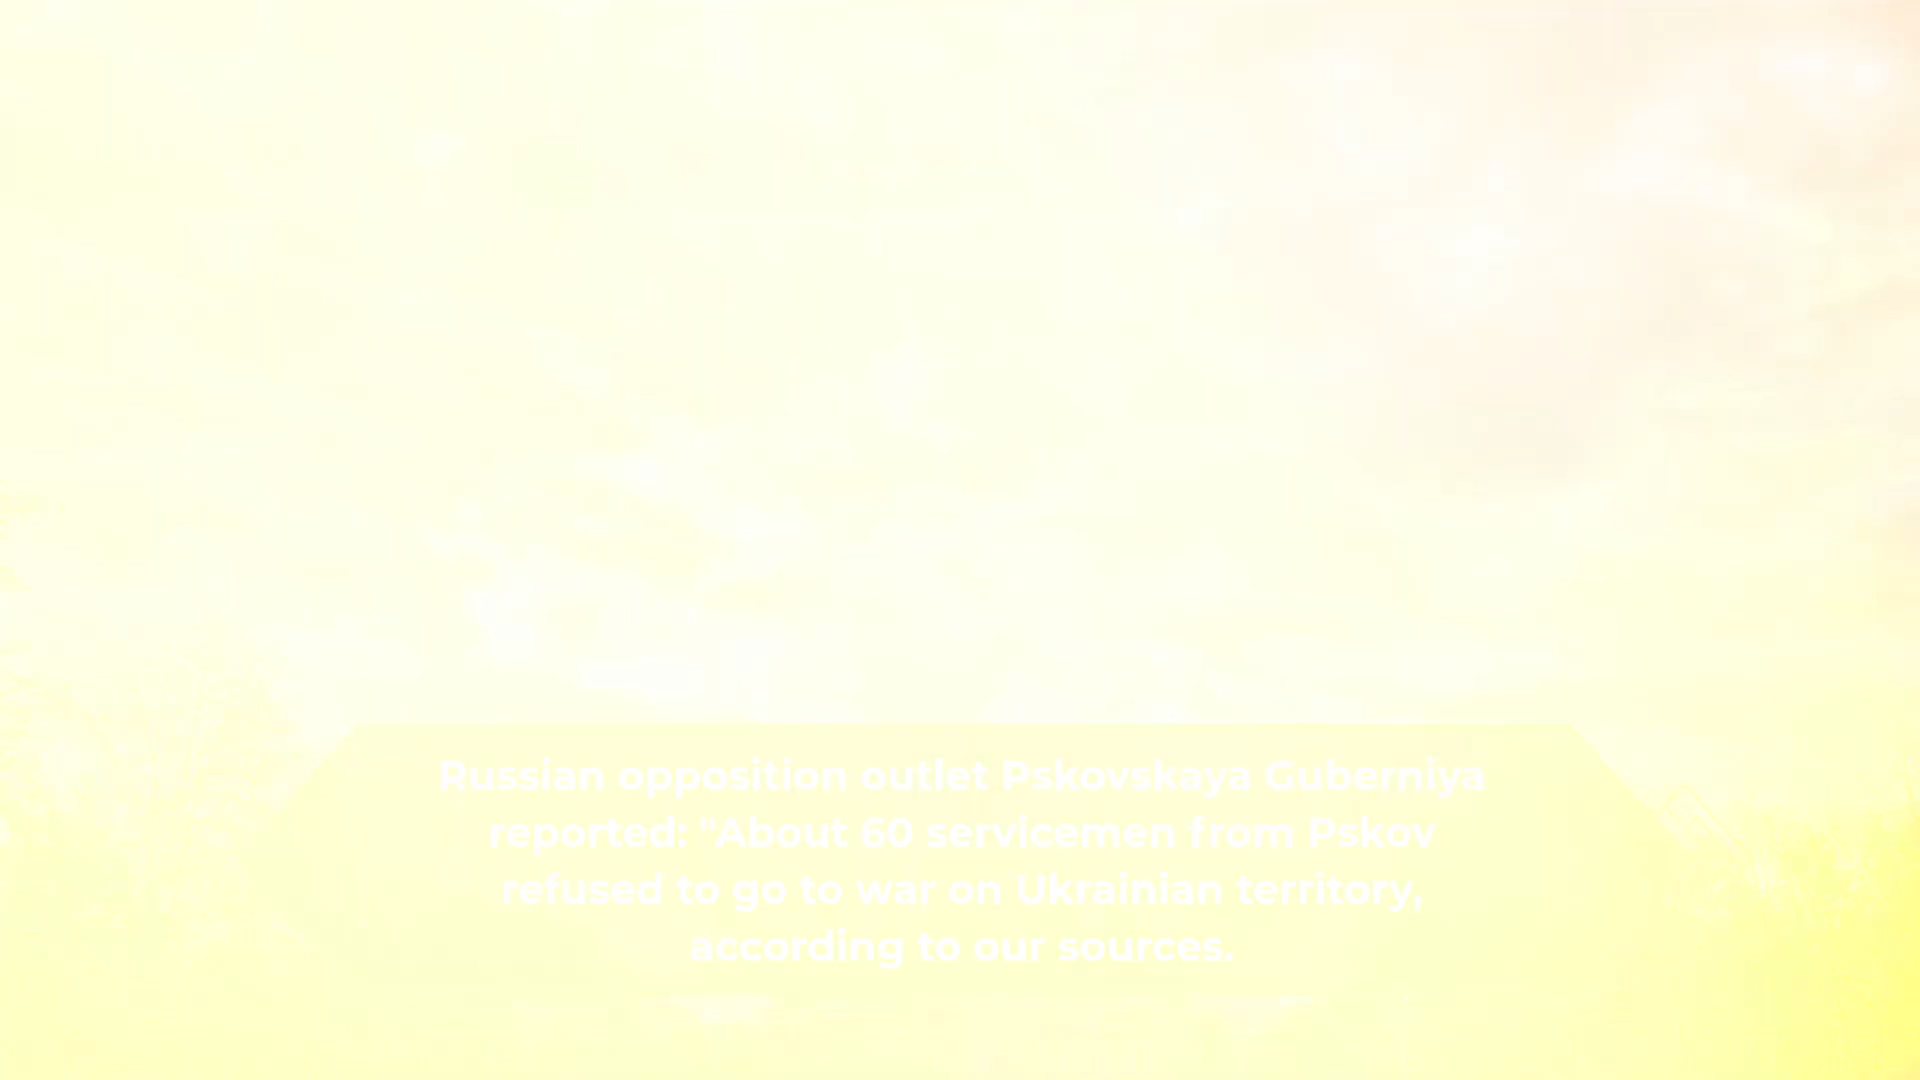 Russian opposition outlet Pskovskaya Guberniya
reported: "About 60 servicemen from Pskov
refused to go to war on Ukrainian territory,
according to our sources.